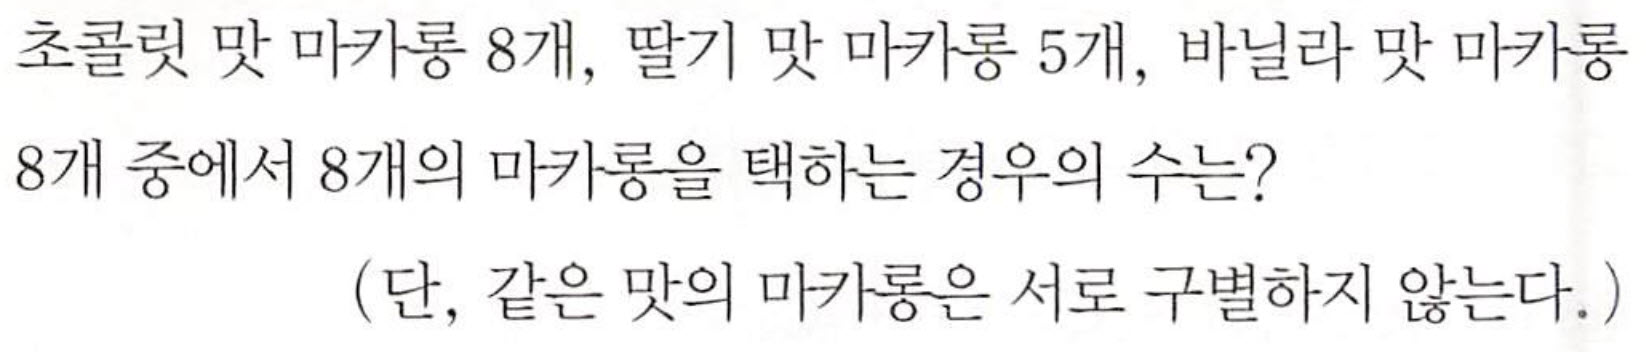 초콜릿 맛 마카롱 8개, 딸기 맛 마카롱 5개, 바닐라 맛 마카롱
8개 중에서 8개의 마카롱을 택하는 경우의 수는?
(단, 같은 맛의 마카롱은 서로 구별하지 않는다.)